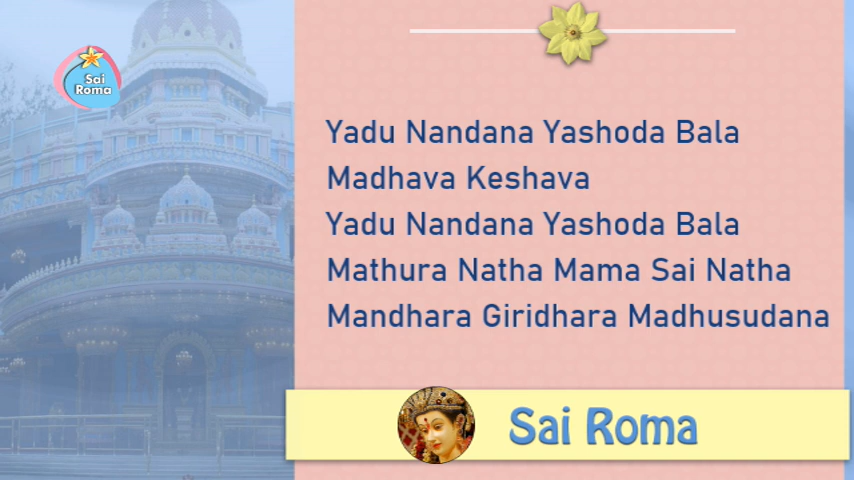 Sai
Roma
Yadu Nandana Yashoda Bala
Madhava Keshava
Yadu Nandana Yashoda Bala
Mathura Natha Mama Sai Natha
Mandhara Giridhara Madhusudana
Sai Roma